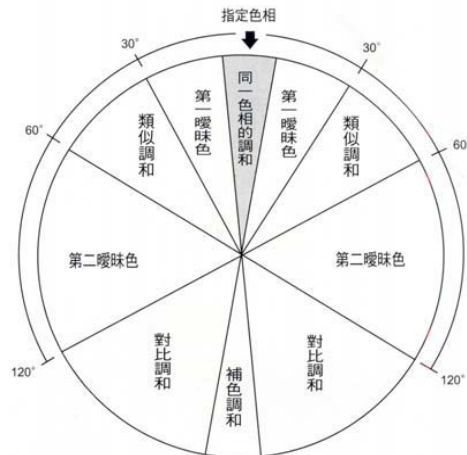 指定色相
30°
30°
同一色相的調和
第一曖昧色
第一曖昧色
類似調和
類似調和
60°
60
第二曖昧色
第二曖昧色
對比調和
對比調和
補色調和
120°
120°